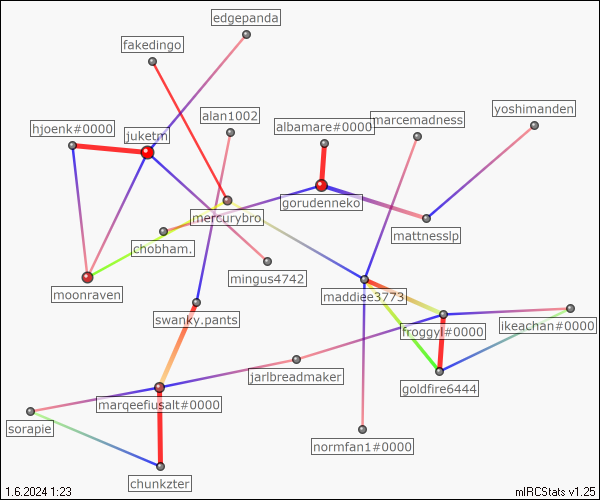 edgepanda
fakedingo
alan1002
yoshimanden
hjoenk#0000
juketm
albamare#0000
marcemadness
gorudenneko
mercurybro
mattnesslp
chobham.
mingus4742
moonraven
maddiee3773
swanky.pants
froggyl#0000
ikeachan#0000
jarlbreadmaker
goldfire6444
marqeefiusalt#0000
sorapie
normfan1#0000
chunkzter
1.6.2024 1:23
mIRCStats v1.25